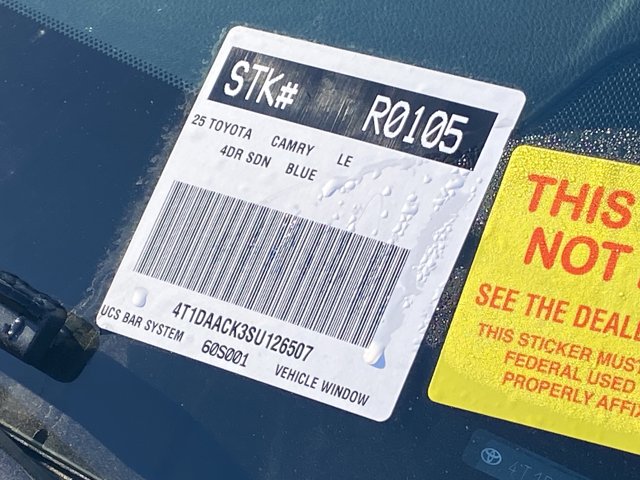 STK# R0105
25 TOYOTA CAMRY LE
4DR SDN BLUE
4T1DAACK3SU126507
UCS BAR SYSTEM 60S001 VEHICLE WINDOW
THIS
NOT
SEE THE DEAL
THIS STICKER MUST
FEDERAL USED
PROPERLY AFFI